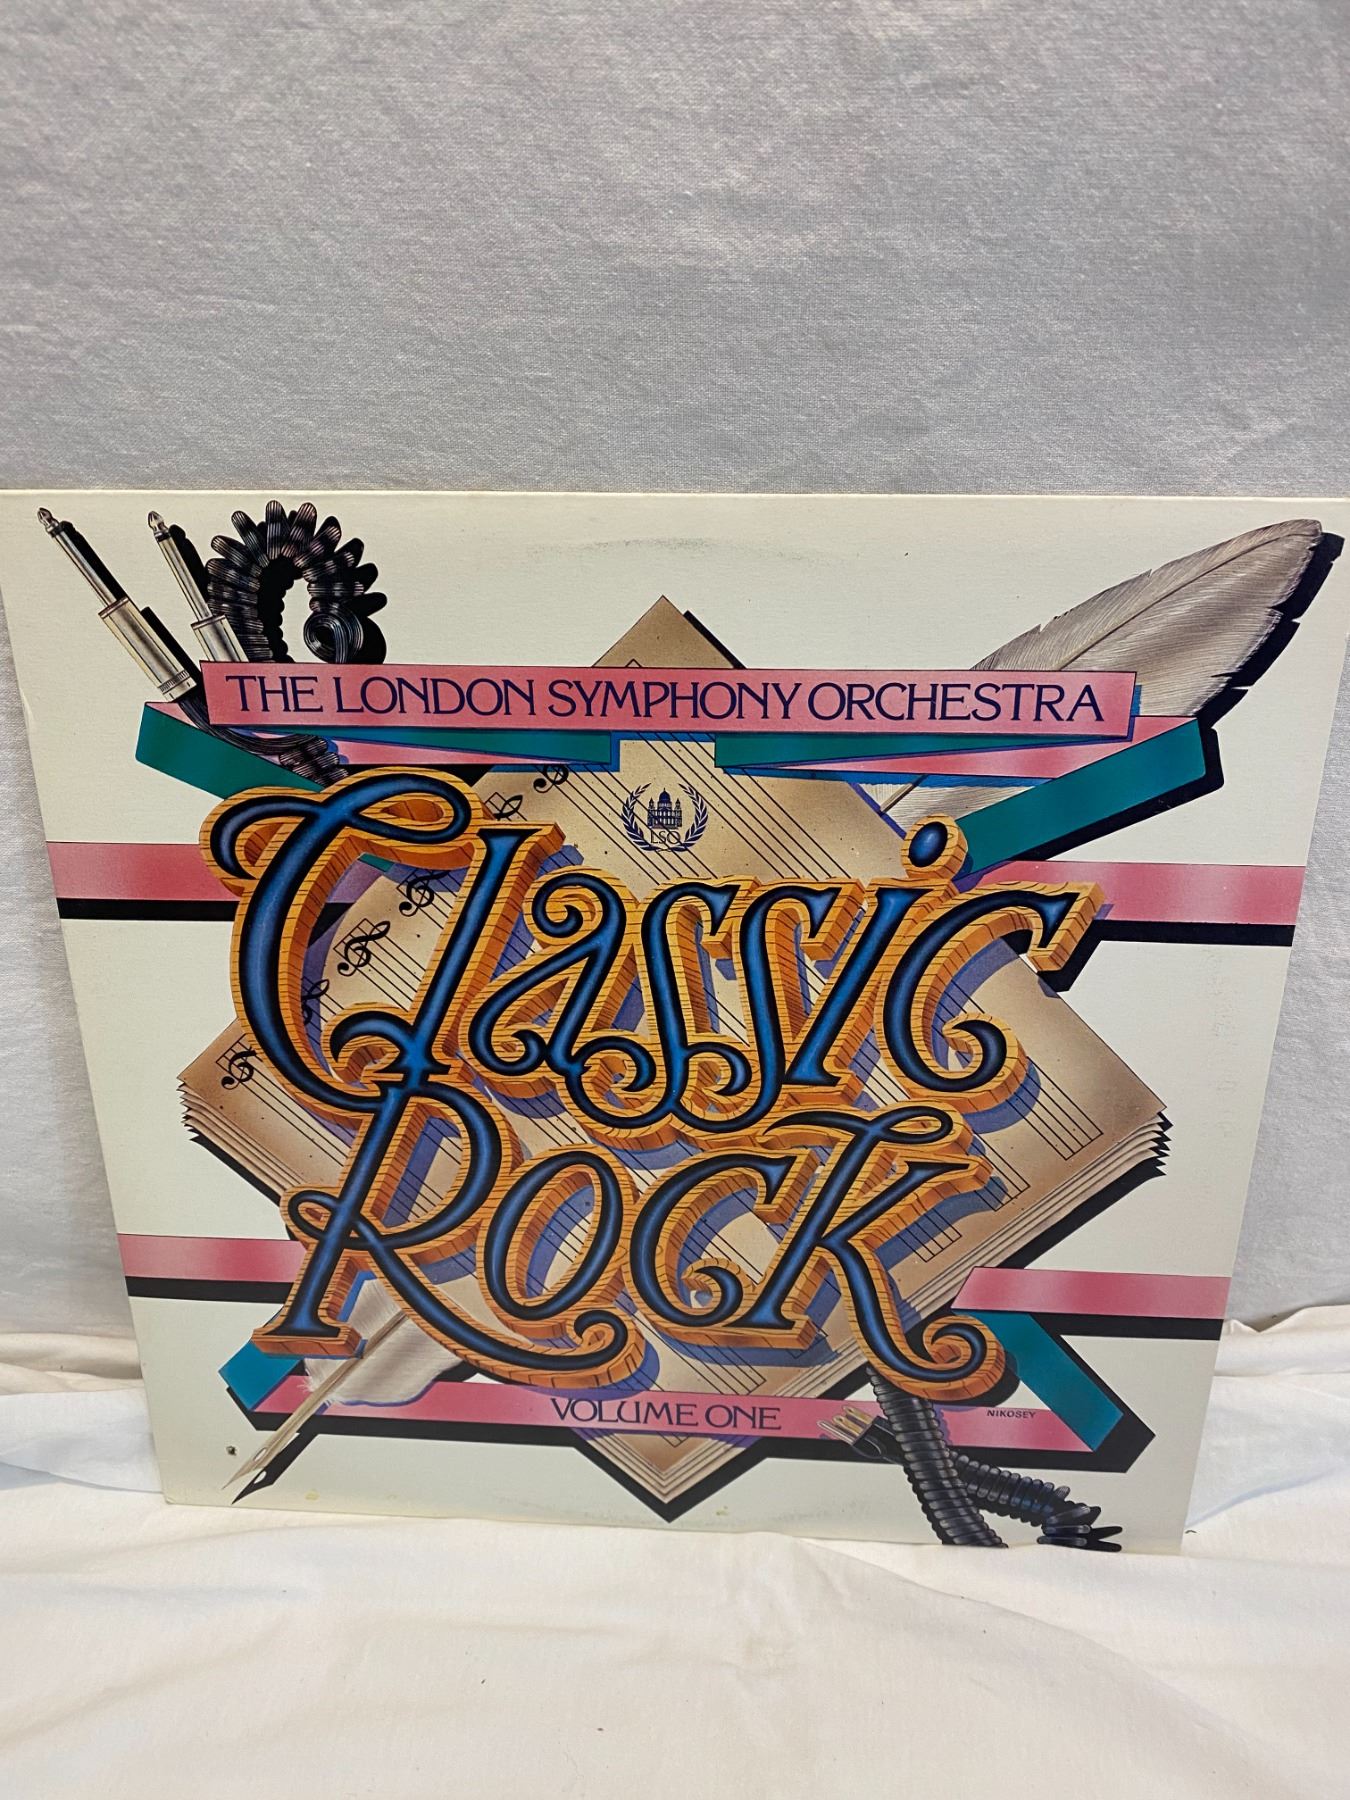 THE LONDON SYMPHONY ORCHESTRA
LSO
Classic
Rock
VOLUME ONE
NIKOSEY